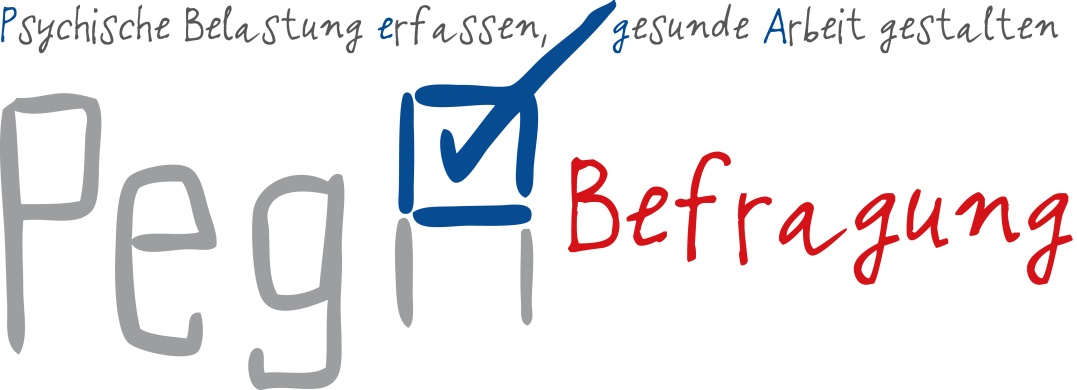 Psychische Belastung erfassen, gesunde Arbeit gestalten
PegA Befragung